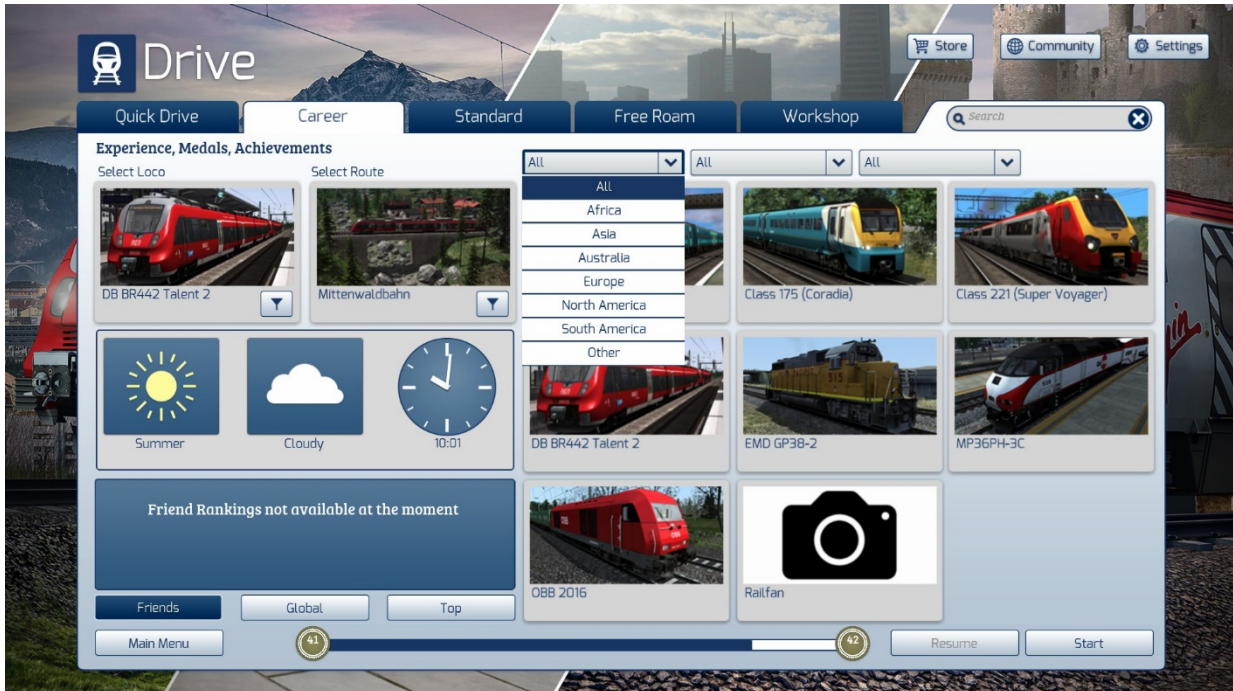 Drive
Store
Community
Settings
Quick Drive
Career
Standard
Free Roam
Workshop
Search
Experience, Medals, Achievements
Select Loco
Select Route
All
All
All
All
Africa
Asia
Australia
Europe
North America
South America
Other
DB BR442 Talent 2
Mittenwaldbahn
Class 175 (Coradia)
Class 221 (Super Voyager)
Summer
Cloudy
10:01
DB BR442 Talent 2
EMD GP38-2
515
MP36PH-3C
Friend Rankings not available at the moment
OBB 2016
Railfan
Friends
Global
Top
Main Menu
41
42
Resume
Start